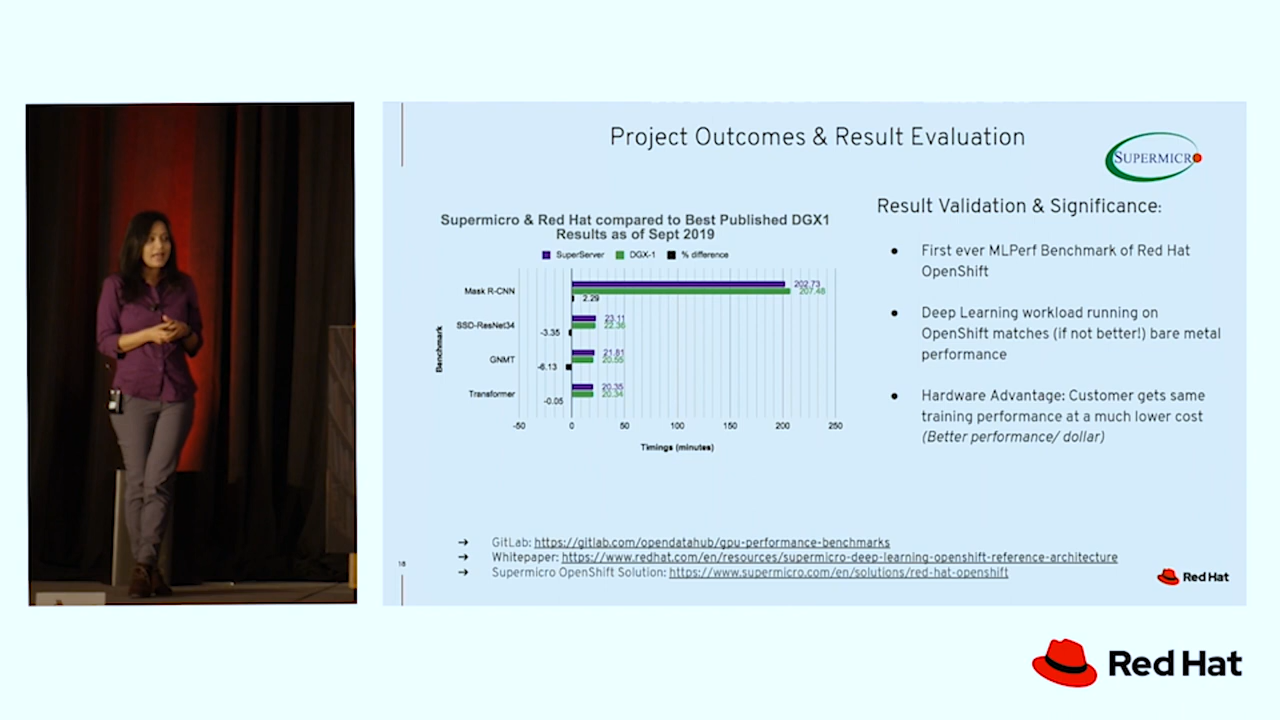 Project Outcomes & Result Evaluation
SUPERMICRO
Supermicro & Red Hat compared to Best Published DGX1
Results as of Sept 2019
SuperServer DGX-1 % difference
Benchmark
Mask R-CNN
202.73
207.48
2.29
SSD-ResNet34
23.11
22.36
-3.35
GNMT
21.81
20.55
-6.13
Transformer
20.35
20.34
-0.05
-50 0 50 100 150 200 250
Timings (minutes)
Result Validation & Significance:
● First ever MLPerf Benchmark of Red Hat
OpenShift
● Deep Learning workload running on
OpenShift matches (if not better!) bare metal
performance
● Hardware Advantage: Customer gets same
training performance at a much lower cost
(Better performance/ dollar)
➔ GitLab: https://gitlab.com/opendatahub/gpu-performance-benchmarks
➔ Whitepaper: https://www.redhat.com/en/resources/supermicro-deep-learning-openshift-reference-architecture
➔ Supermicro OpenShift Solution: https://www.supermicro.com/en/solutions/red-hat-openshift
Red Hat
Red Hat